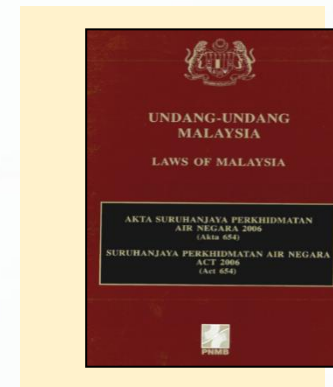 UNDANG-UNDANG
MALAYSIA
LAWS OF MALAYSIA
AKTA SURUHANJAYA PERKHIDMATAN
AIR NEGARA 2006
(Akta 654)
SURUHANJAYA PERKHIDMATAN AIR NEGARA
ACT 2006
(Act 654)
PNMB